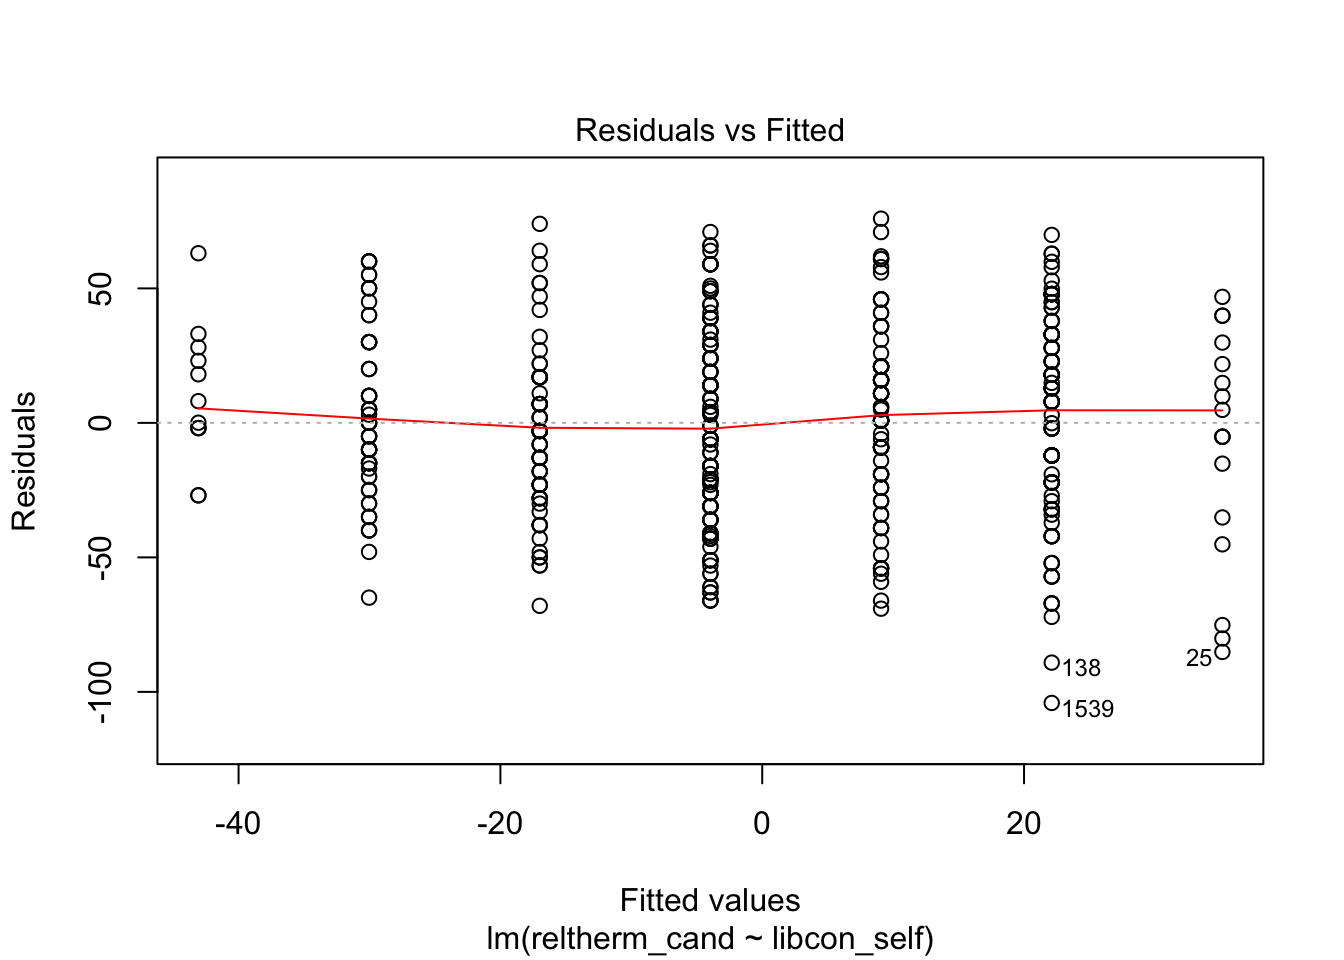 Residuals vs Fitted
Residuals
50
0
-50
-100
138
25
1539
-40 -20 0 20
Fitted values
lm(reltherm_cand ~ libcon_self)